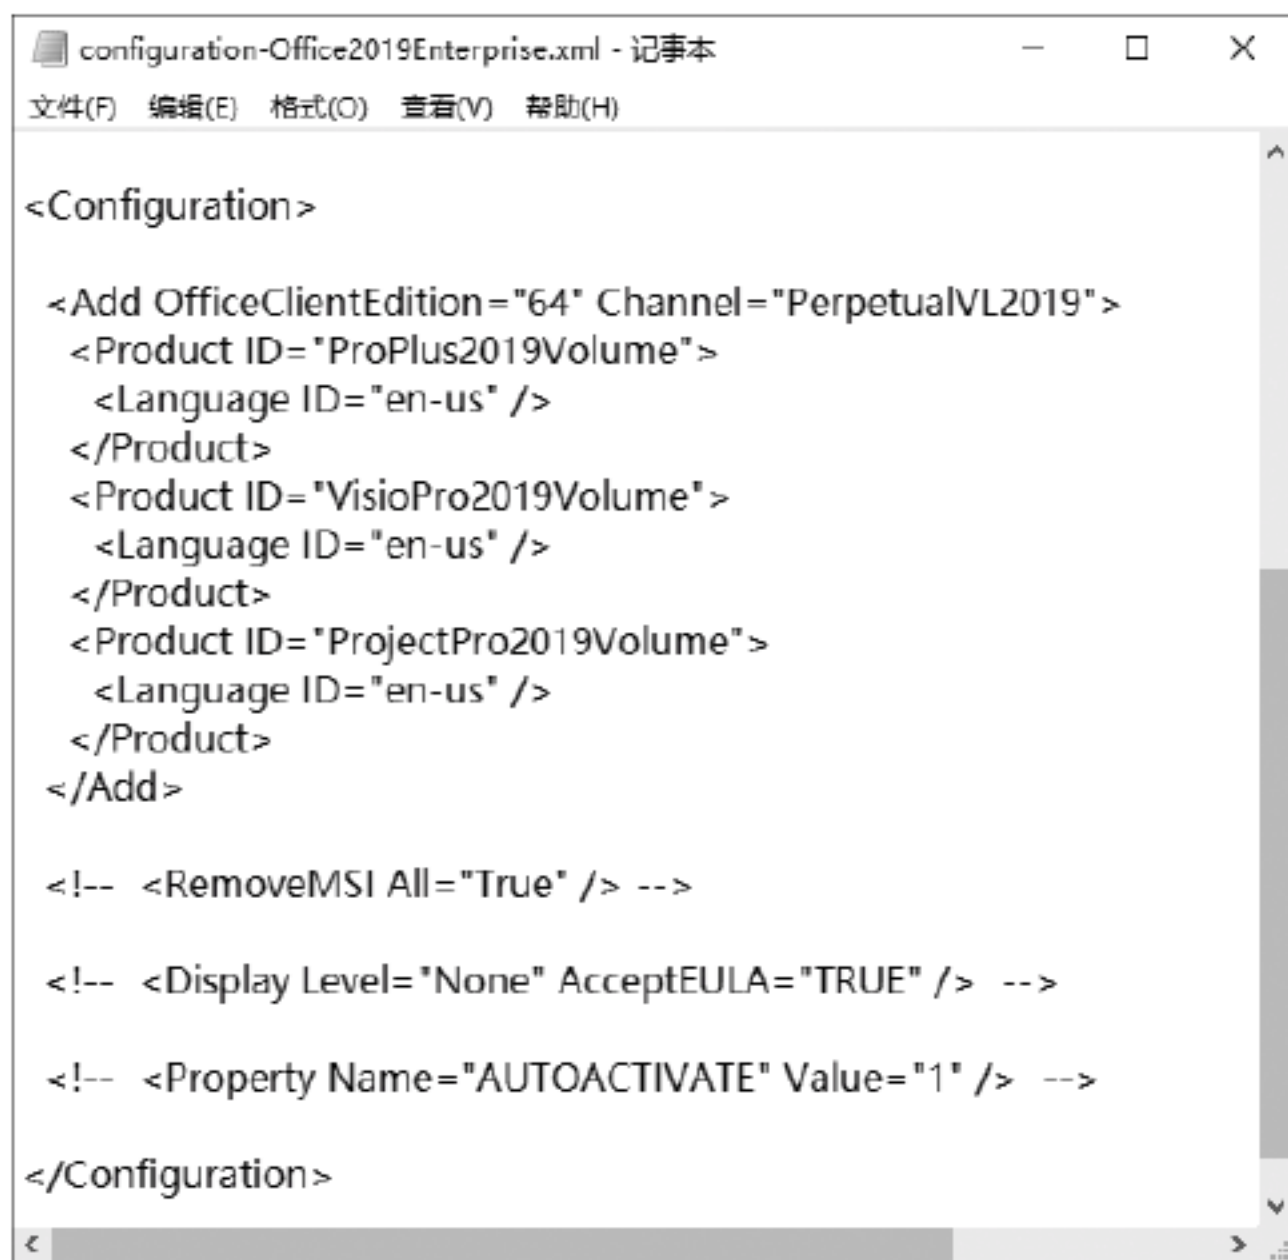 configuration-Office2019Enterprise.xml - 记事本
文件(F) 编辑(E) 格式(O) 查看(V) 帮助(H)
<Configuration>
<Add OfficeClientEdition="64" Channel="PerpetualVL2019">
<Product ID="ProPlus2019Volume">
<Language ID="en-us" />
</Product>
<Product ID="VisioPro2019Volume">
<Language ID="en-us" />
</Product>
<Product ID="ProjectPro2019Volume">
<Language ID="en-us" />
</Product>
</Add>
<!--  <RemoveMSI All="True" /> -->
<!--  <Display Level="None" AcceptEULA="TRUE" />  -->
<!--  <Property Name="AUTOACTIVATE" Value="1" />  -->
</Configuration>